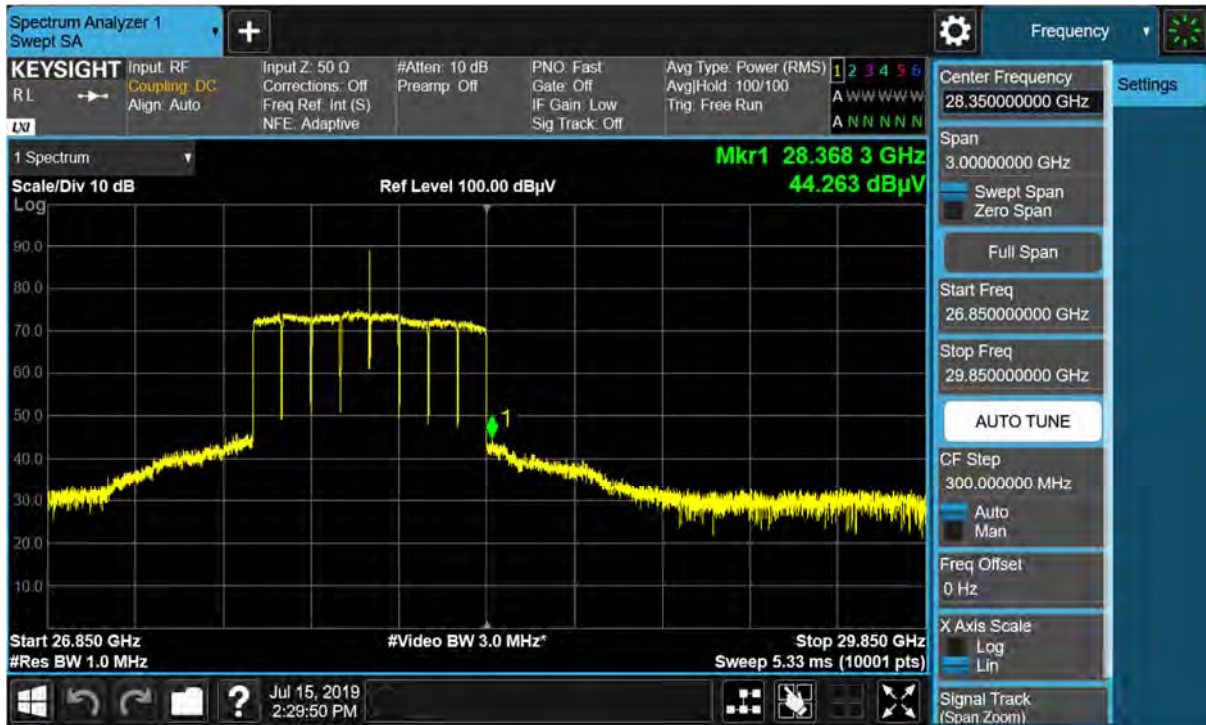 Spectrum Analyzer 1
Swept SA
+
Frequency
KEYSIGHT
RL
LXI
Input: RF
Coupling: DC
Align: Auto
Input Z: 50 Ω
Corrections: Off
Freq Ref: Int (S)
NFE: Adaptive
#Atten: 10 dB
Preamp: Off
PNO: Fast
Gate: Off
IF Gain: Low
Sig Track: Off
Avg Type: Power (RMS)
Avg|Hold: 100/100
Trig: Free Run
1 2 3 4 5 6
A W W W W W
A N N N N N
1 Spectrum
Scale/Div 10 dB
Log
Ref Level 100.00 dBµV
Mkr1 28.368 3 GHz
44.263 dBµV
90.0
80.0
70.0
60.0
50.0
40.0
30.0
20.0
10.0
1
Start 26.850 GHz
#Res BW 1.0 MHz
#Video BW 3.0 MHz*
Stop 29.850 GHz
Sweep 5.33 ms (10001 pts)
?
Jul 15, 2019
2:29:50 PM
Center Frequency
28.350000000 GHz
Settings
Span
3.00000000 GHz
Swept Span
Zero Span
Full Span
Start Freq
26.850000000 GHz
Stop Freq
29.850000000 GHz
AUTO TUNE
CF Step
300.000000 MHz
Auto
Man
Freq Offset
0 Hz
X Axis Scale
Log
Lin
Signal Track
(Span Zoom)